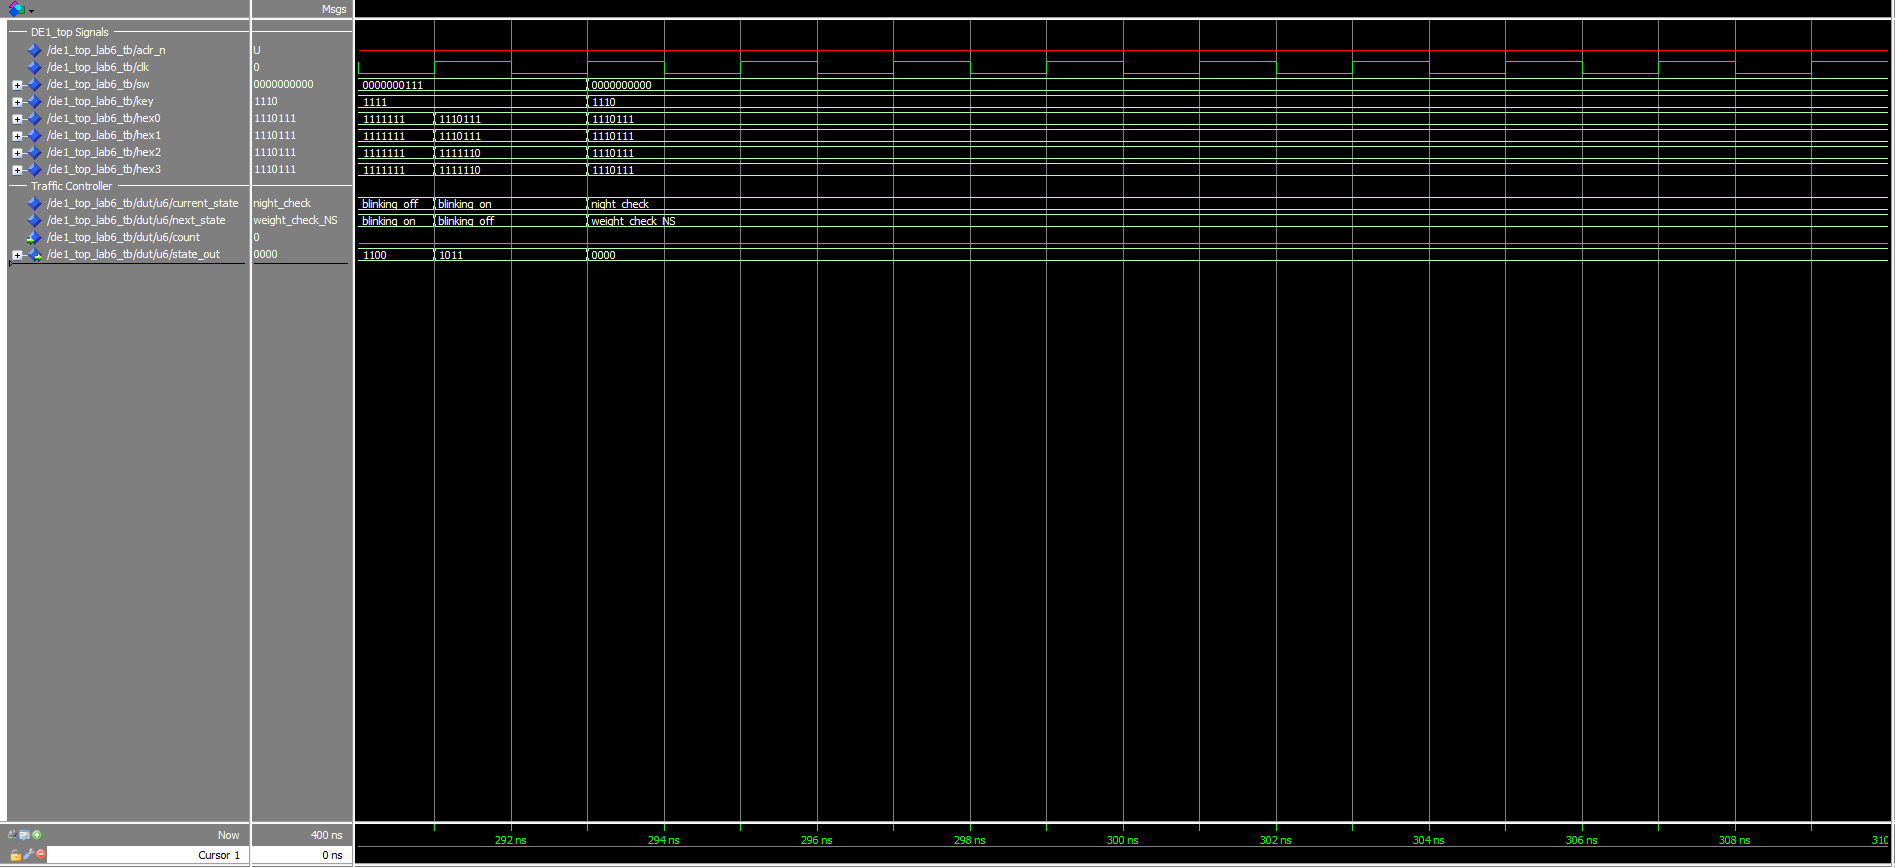 Msgs
DE1_top Signals
/de1_top_lab6_tb/aclr_n U
/de1_top_lab6_tb/clk 0
/de1_top_lab6_tb/sw 0000000000 0000000111 0000000000
/de1_top_lab6_tb/key 1110 1111 1110
/de1_top_lab6_tb/hex0 1110111 1111111 1110111 1110111
/de1_top_lab6_tb/hex1 1110111 1111111 1110111 1110111
/de1_top_lab6_tb/hex2 1110111 1111111 1111110 1110111
/de1_top_lab6_tb/hex3 1110111 1111111 1111110 1110111
Traffic Controller
/de1_top_lab6_tb/dut/u6/current_state night_check blinking_off blinking_on night_check
/de1_top_lab6_tb/dut/u6/next_state weight_check_NS blinking_on blinking_off weight_check_NS
/de1_top_lab6_tb/dut/u6/count 0
/de1_top_lab6_tb/dut/u6/state_out 0000 1100 1011 0000
Now 400 ns 292 ns 294 ns 296 ns 298 ns 300 ns 302 ns 304 ns 306 ns 308 ns 310
Cursor 1 0 ns